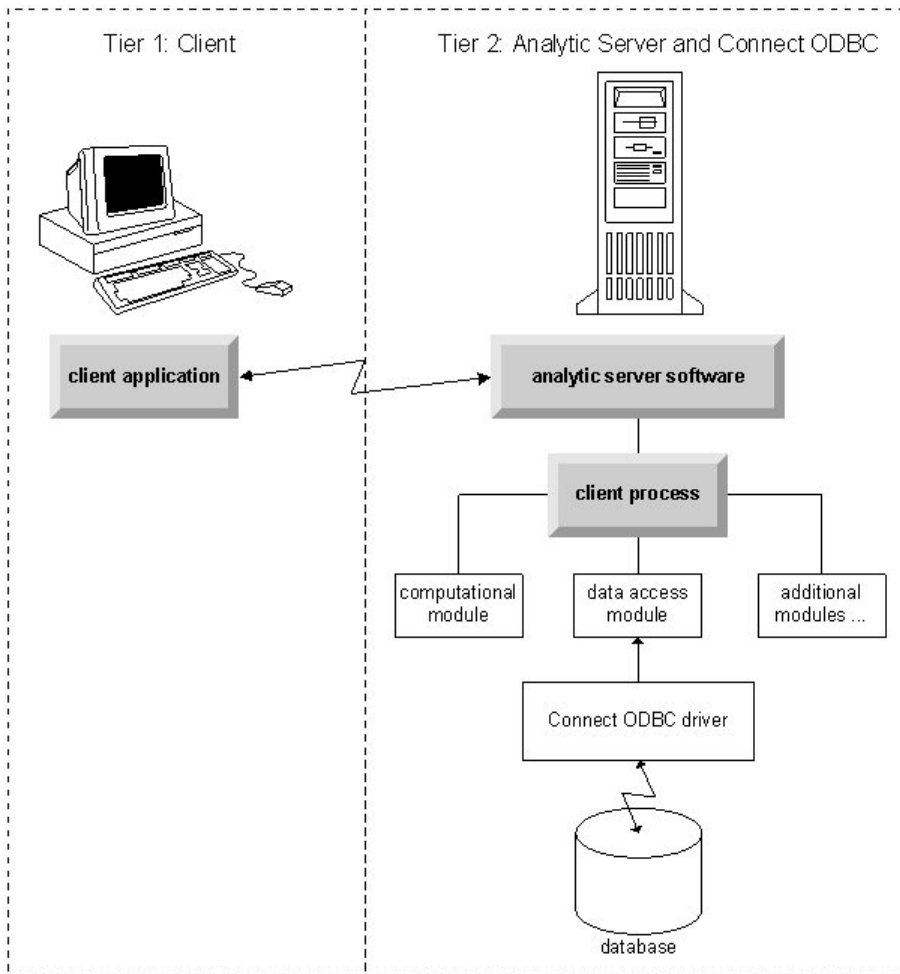 Tier 1: Client
Tier 2: Analytic Server and Connect ODBC
client application
analytic server software
client process
computational
module
data access
module
additional
modules ...
Connect ODBC driver
database